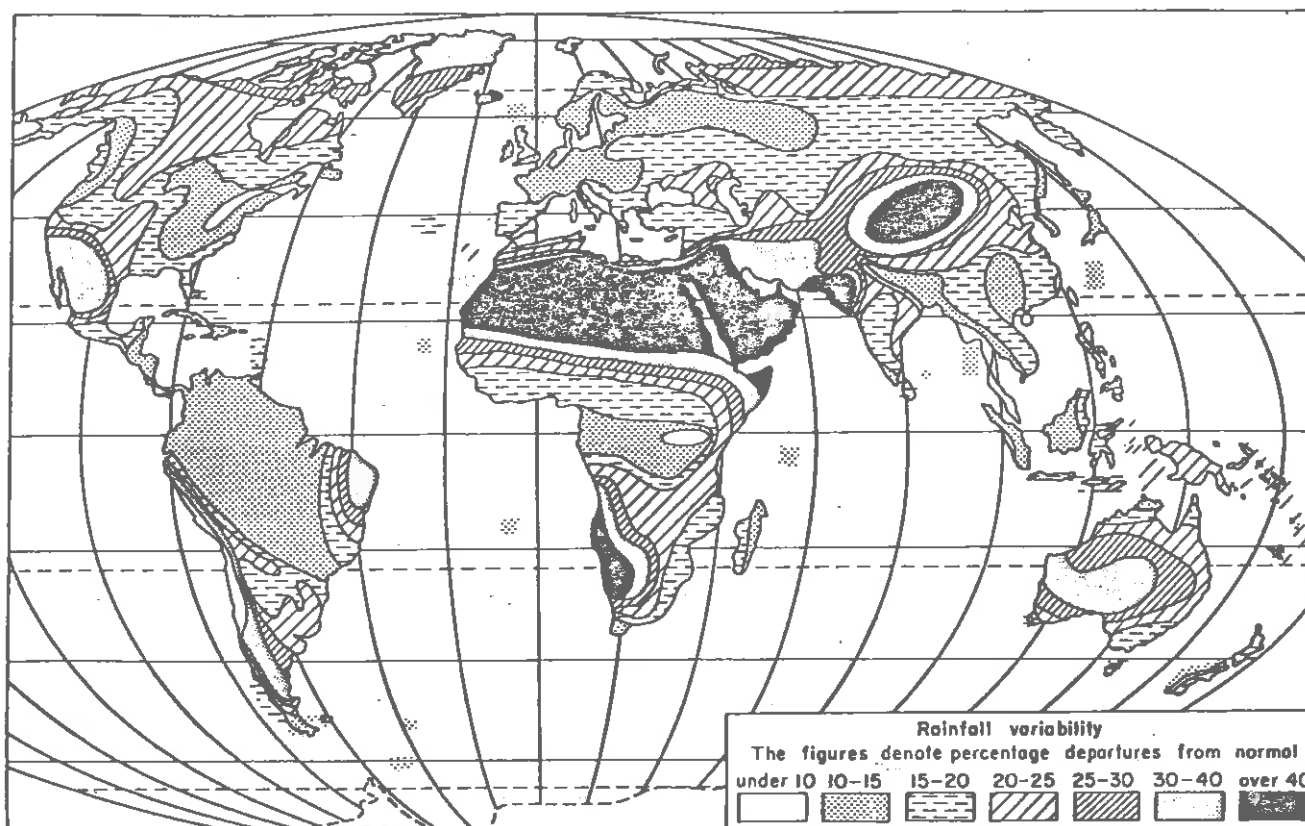 Rainfall variability
The figures denote percentage departures from normal
under 10 10-15 15-20 20-25 25-30 30-40 over 40